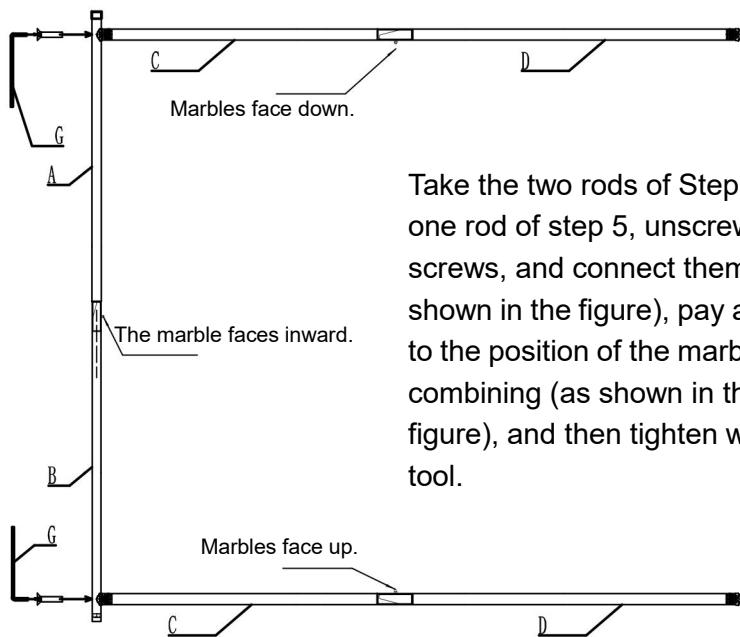 C
D
Marbles face down.
G
A
Take the two rods of Step
one rod of step 5, unscrew
screws, and connect them
shown in the figure), pay a
The marble faces inward.
to the position of the marb
combining (as shown in th
figure), and then tighten w
B
tool.
G
Marbles face up.
C
D